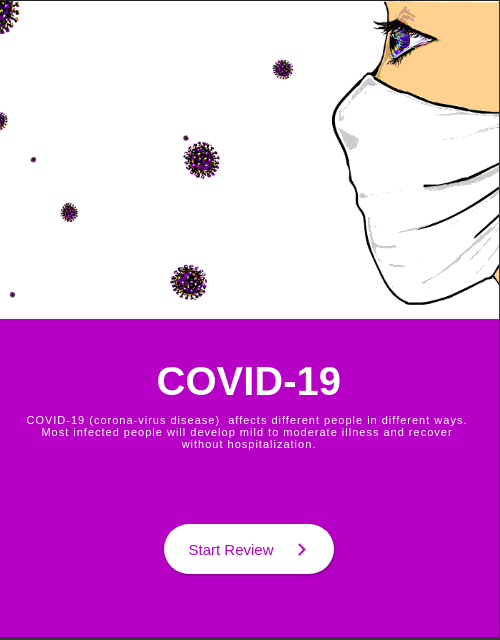 COVID-19
COVID-19 (corona-virus disease)  affects different people in different ways.
Most infected people will develop mild to moderate illness and recover
without hospitalization.
Start Review